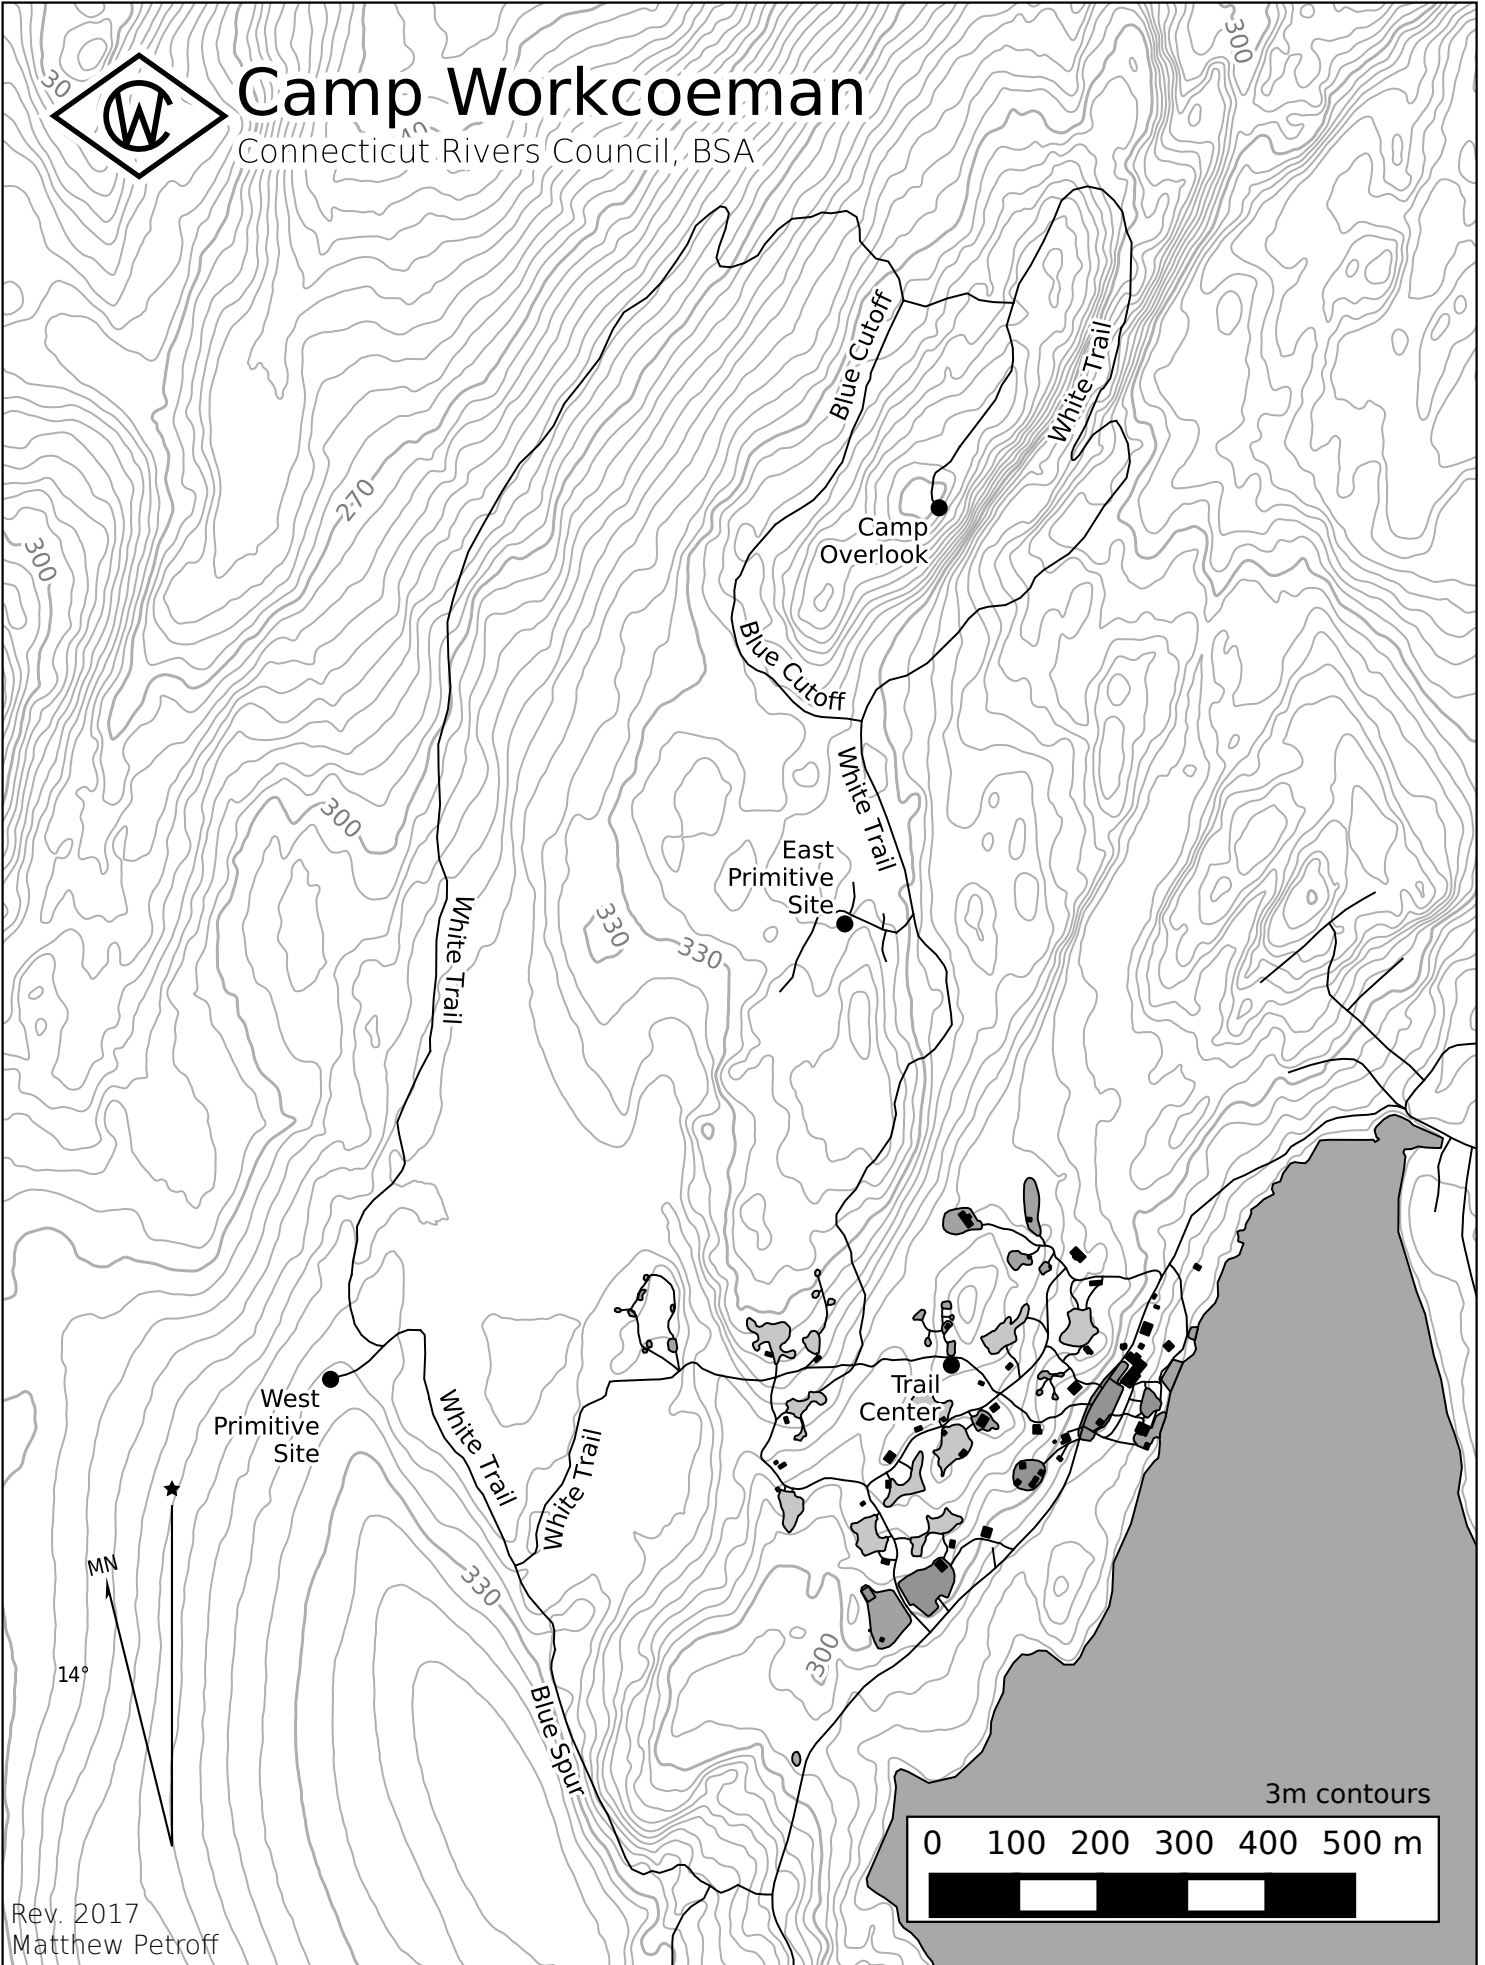 300
30
Camp Workcoeman
Connecticut Rivers Council, BSA
Blue Cutoff
White Trail
270
300
Camp
Overlook
Blue Cutoff
White Trail
300
East
Primitive
Site
White Trail
330
330
Trail
Center
West
Primitive
Site
White Trail
White Trail
MN
330
14°
300
Blue Spur
3m contours
0 100 200 300 400 500 m
Rev. 2017
Matthew Petroff